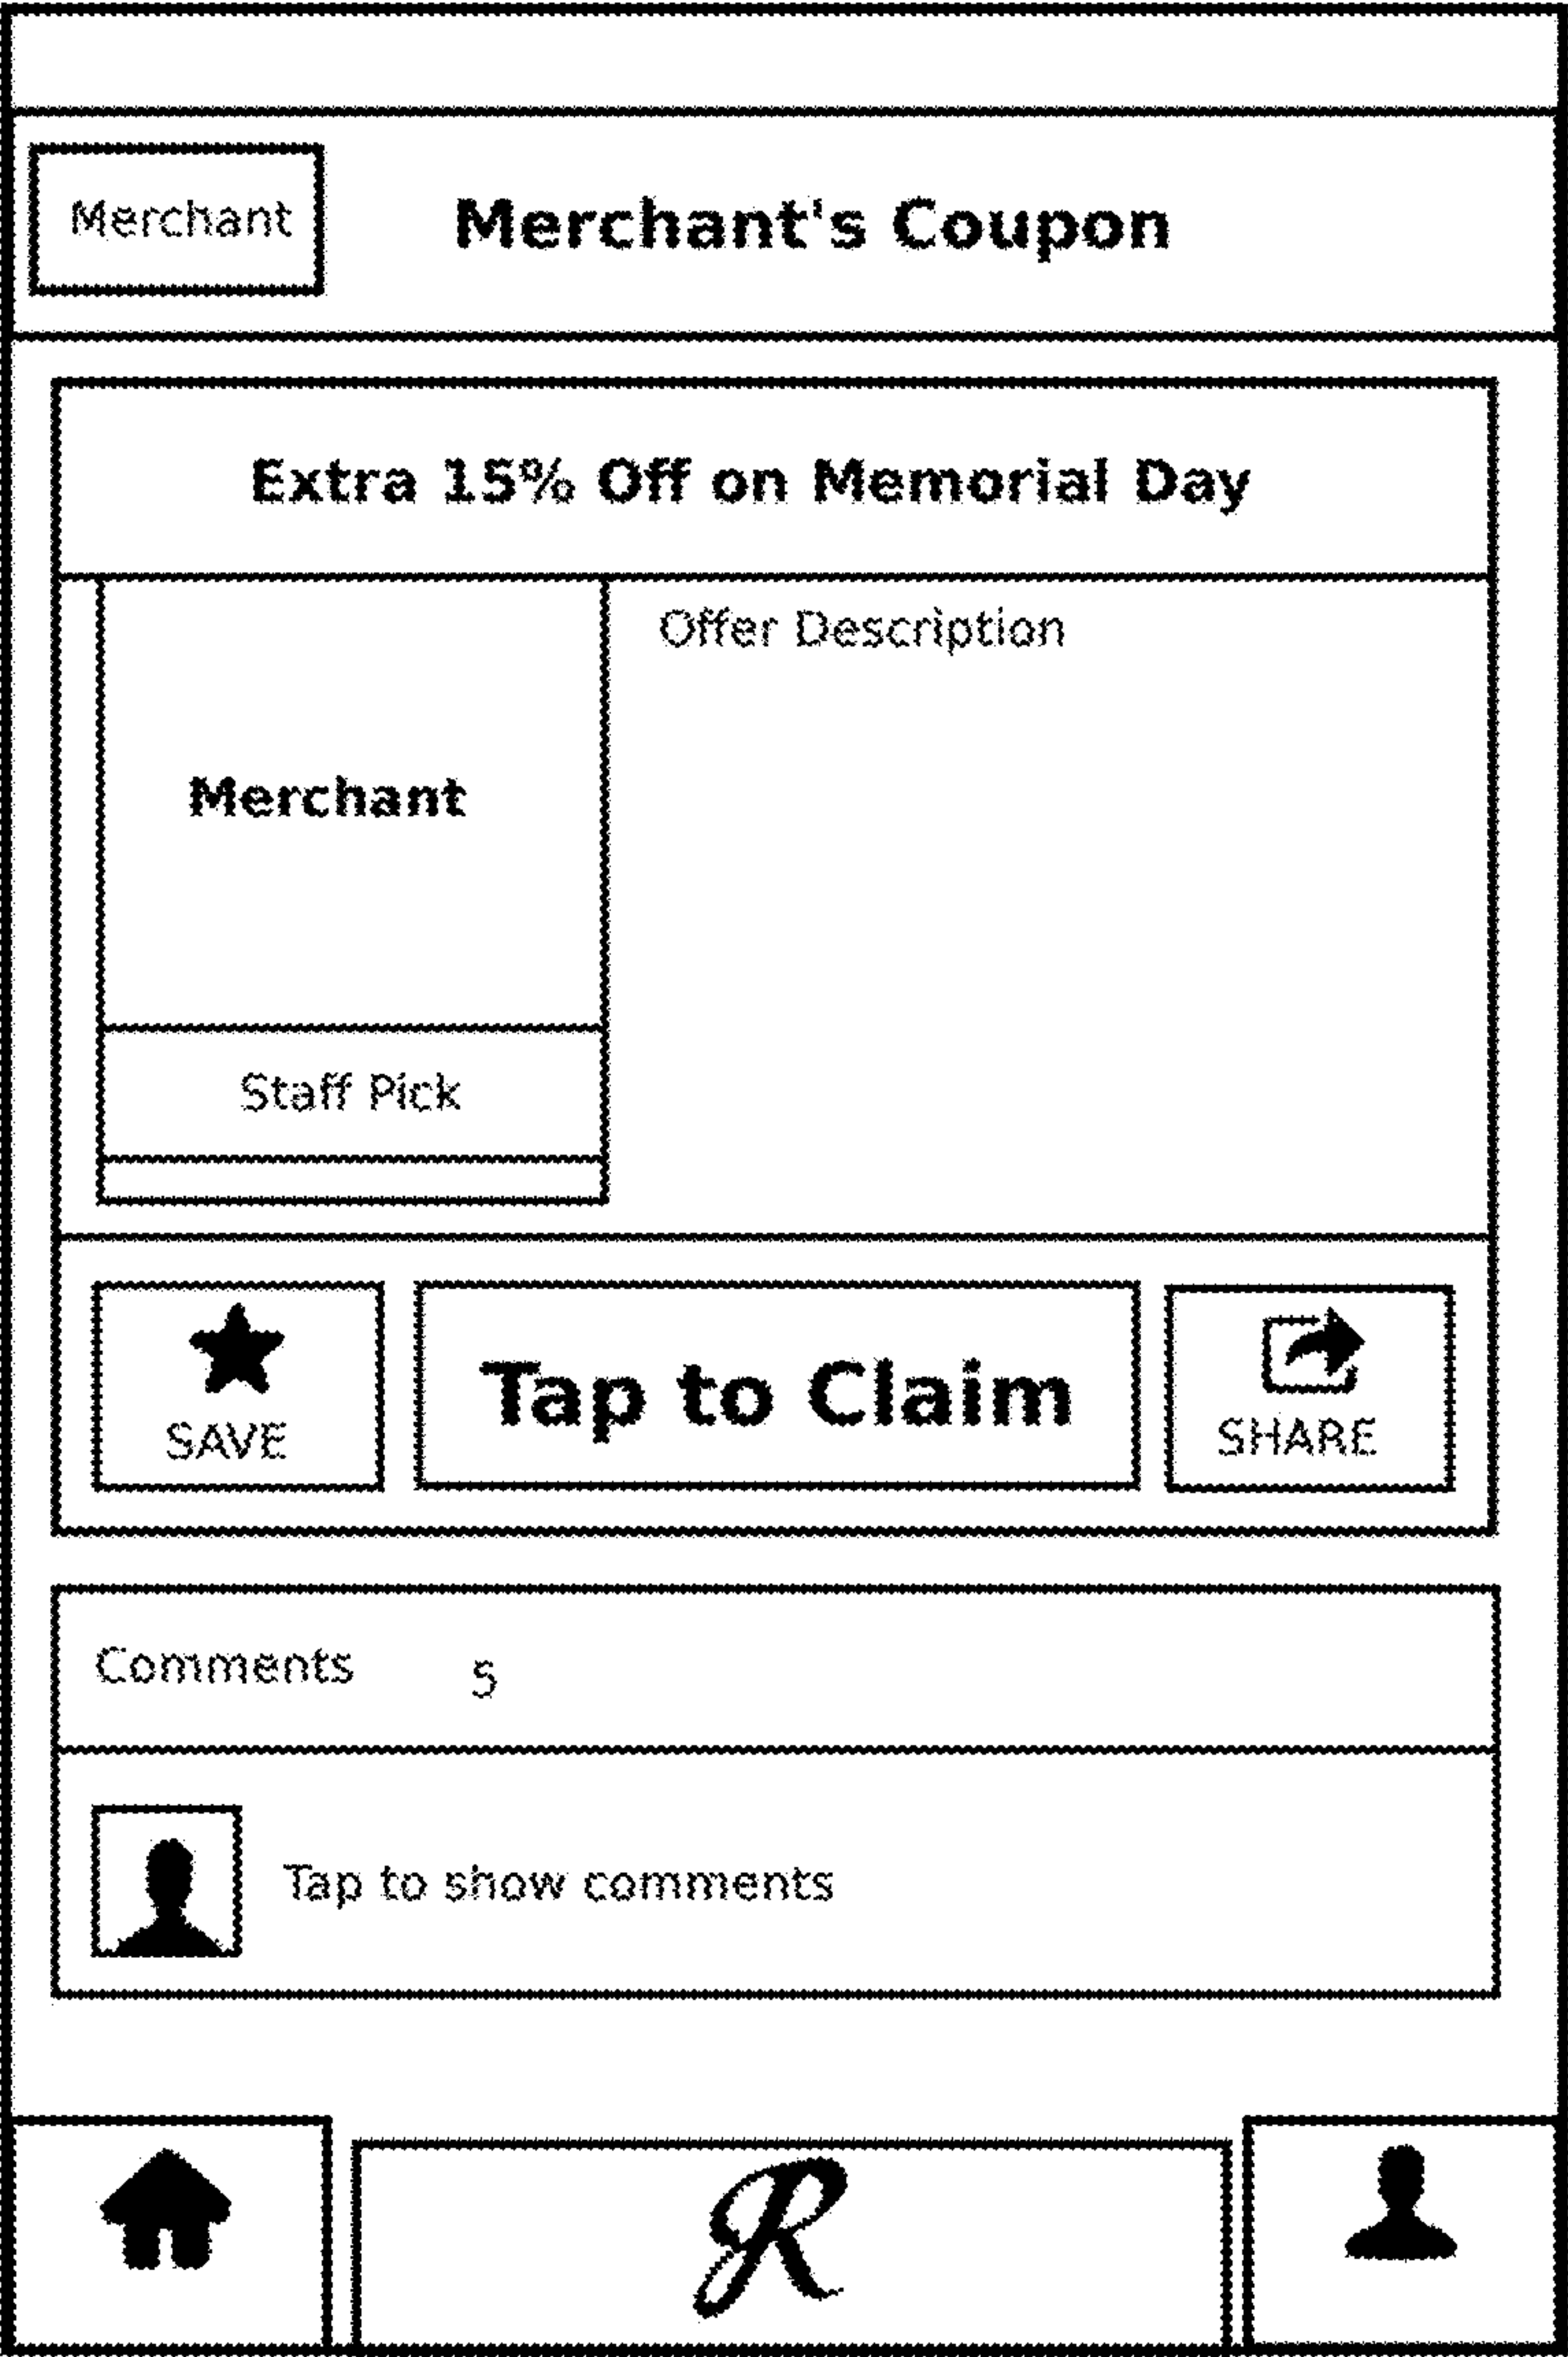 Merchant
Merchant's Coupon
Extra 15% Off on Memorial Day
Offer Description
Merchant
Staff Pick
SAVE
Tap to Claim
SHARE
Comments 5
Tap to show comments
R